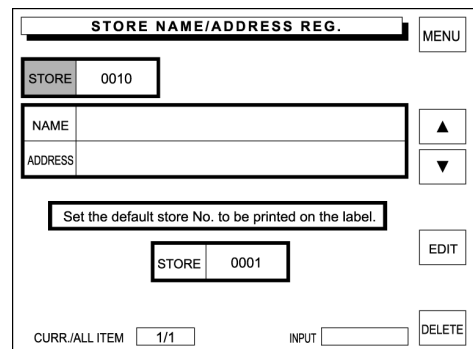 STORE NAME/ADDRESS REG.
MENU
STORE 0010
NAME
▲
ADDRESS
▼
Set the default store No. to be printed on the label.
EDIT
STORE 0001
CURR./ALL ITEM 1/1 INPUT
DELETE